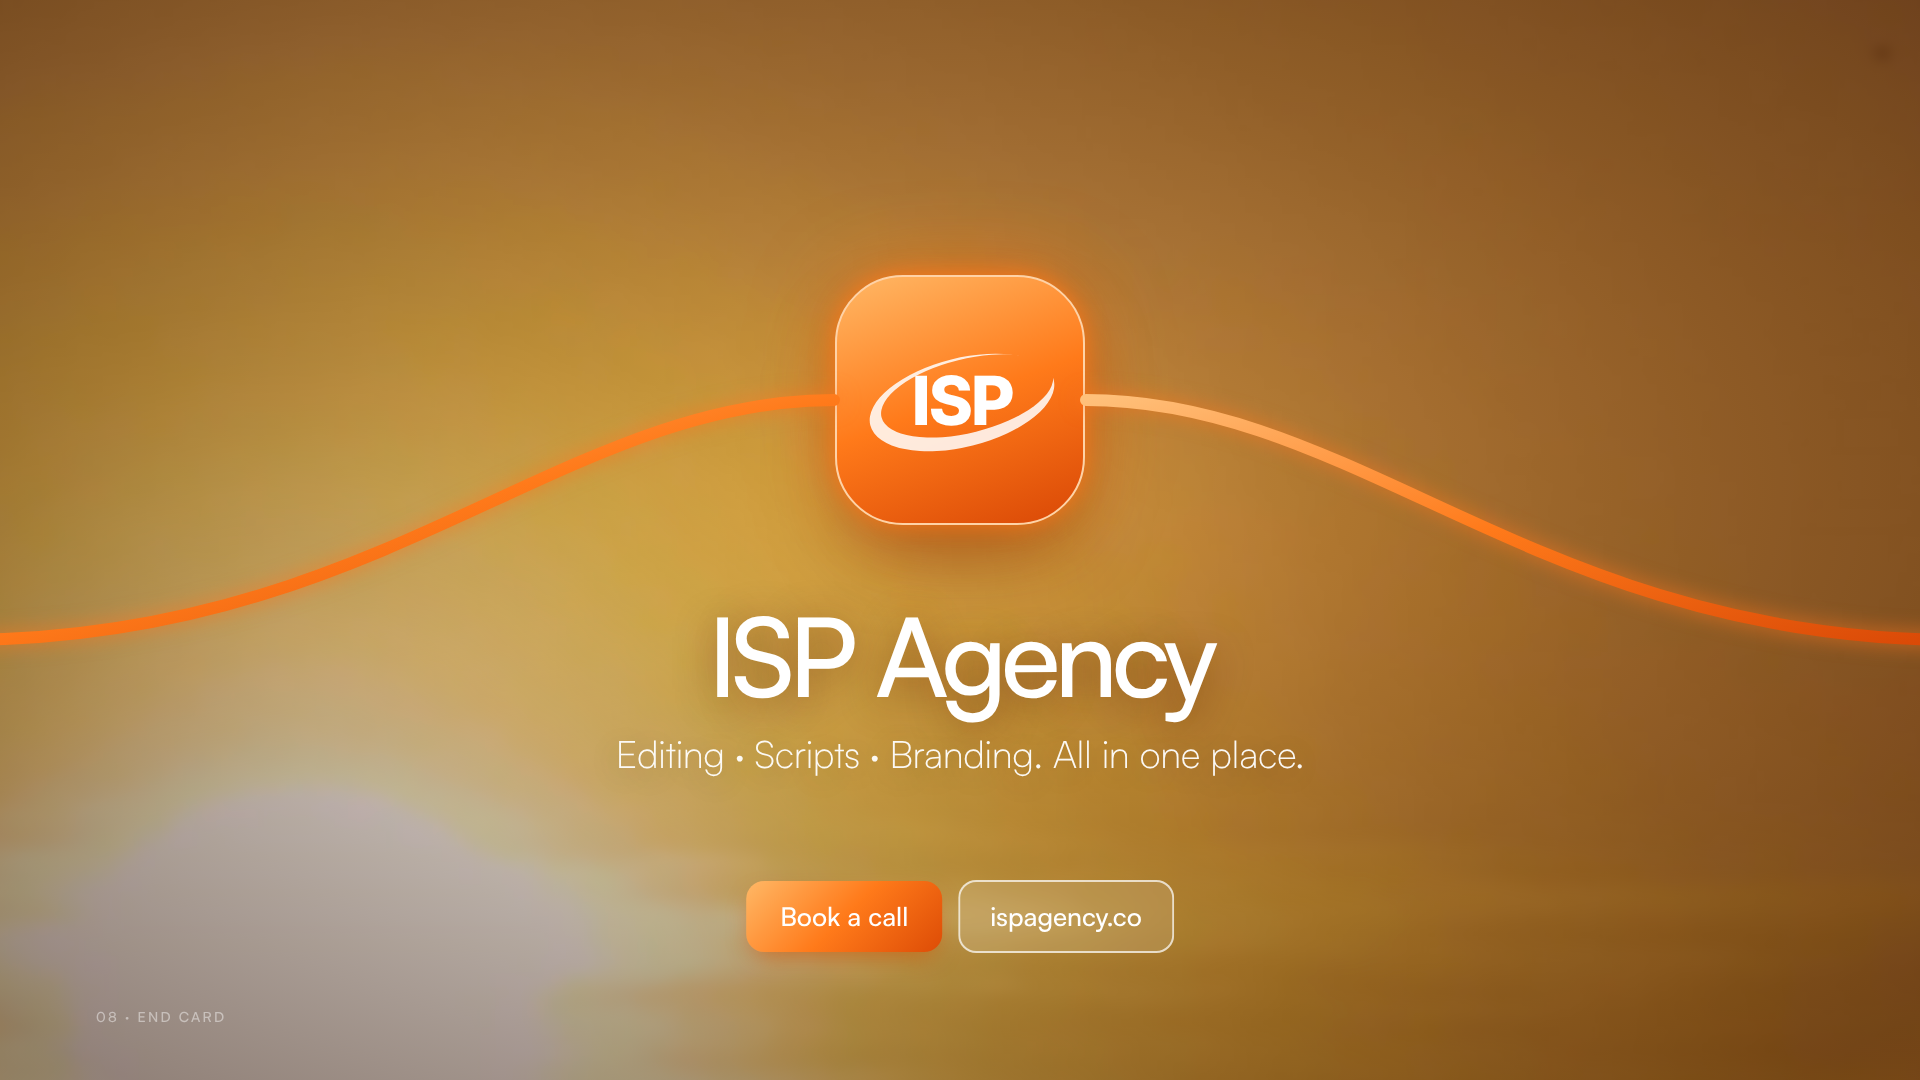 ISP
ISP Agency
Editing • Scripts • Branding. All in one place.
Book a call
ispagency.co
08 • END CARD